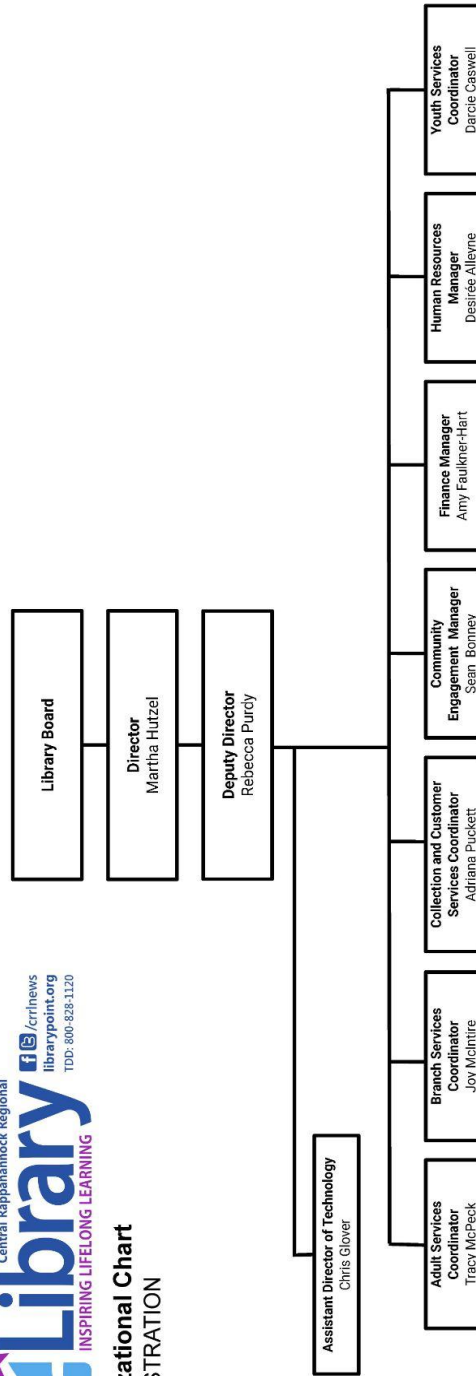 Central Rappahannock Regional
Library
/crrlnews
librarypoint.org
TDD: 800-828-1120
INSPIRING LIFELONG LEARNING
zational Chart
STRATION
Library Board
Director
Martha Hutzel
Deputy Director
Rebecca Purdy
Assistant Director of Technology
Chris Glover
Adult Services
Coordinator
Tracy McPeck
Branch Services
Coordinator
Joy McIntire
Collection and Customer
Services Coordinator
Adriana Puckett
Community
Engagement Manager
Sean Bonney
Finance Manager
Amy Faulkner-Hart
Human Resources
Manager
Desirée Alleyne
Youth Services
Coordinator
Darcie Caswell